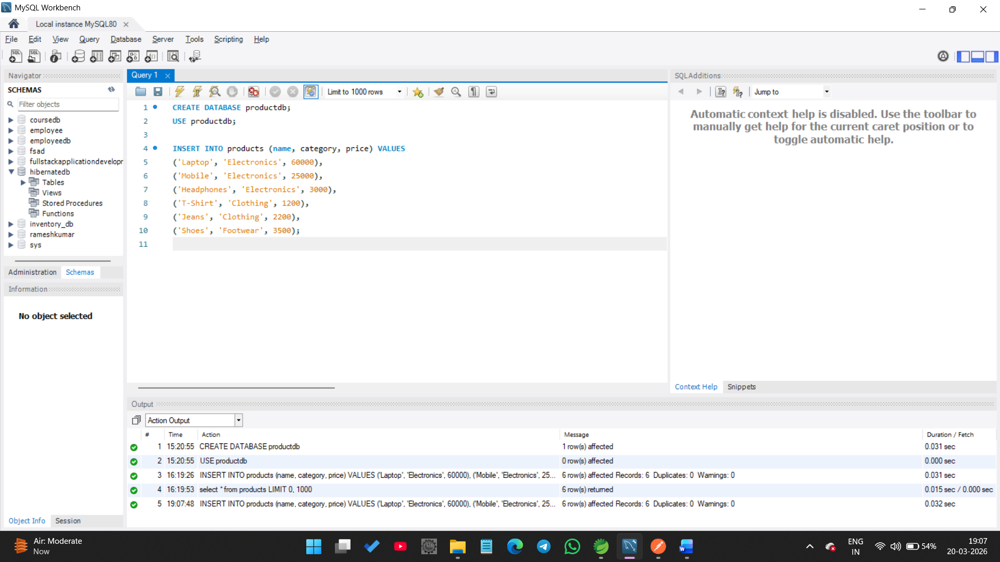 MySQL Workbench
Local instance MySQL80
File Edit View Query Database Server Tools Scripting Help
Navigator
SCHEMAS
Filter objects
coursedb
employee
employeedb
fsad
fullstackapplicationdevelopr
hibernatedb
Tables
Views
Stored Procedures
Functions
inventory_db
rameshkumar
sys
Administration Schemas
Information
No object selected
Object Info Session
Query 1
Limit to 1000 rows
1 CREATE DATABASE productdb;
2 USE productdb;
3
4 INSERT INTO products (name, category, price) VALUES
5 ('Laptop', 'Electronics', 60000),
6 ('Mobile', 'Electronics', 25000),
7 ('Headphones', 'Electronics', 3000),
8 ('T-Shirt', 'Clothing', 1200),
9 ('Jeans', 'Clothing', 2200),
10 ('Shoes', 'Footwear', 3500);
11
SQLAdditions
Jump to
Automatic context help is disabled. Use the toolbar to
manually get help for the current caret position or to
toggle automatic help.
Context Help Snippets
Output
Action Output
# Time Action Message Duration / Fetch
1 15:20:55 CREATE DATABASE productdb 1 row(s) affected 0.031 sec
2 15:20:55 USE productdb 0 row(s) affected 0.000 sec
3 16:19:26 INSERT INTO products (name, category, price) VALUES ('Laptop', 'Electronics', 60000), ('Mobile', 'Electronics', 25... 6 row(s) affected Records: 6 Duplicates: 0 Warnings: 0 0.031 sec
4 16:19:53 select * from products LIMIT 0, 1000 6 row(s) returned 0.015 sec / 0.000 sec
5 19:07:48 INSERT INTO products (name, category, price) VALUES ('Laptop', 'Electronics', 60000), ('Mobile', 'Electronics', 25... 6 row(s) affected Records: 6 Duplicates: 0 Warnings: 0 0.032 sec
Air: Moderate
Now
ENG
IN
54%
19:07
20-03-2026